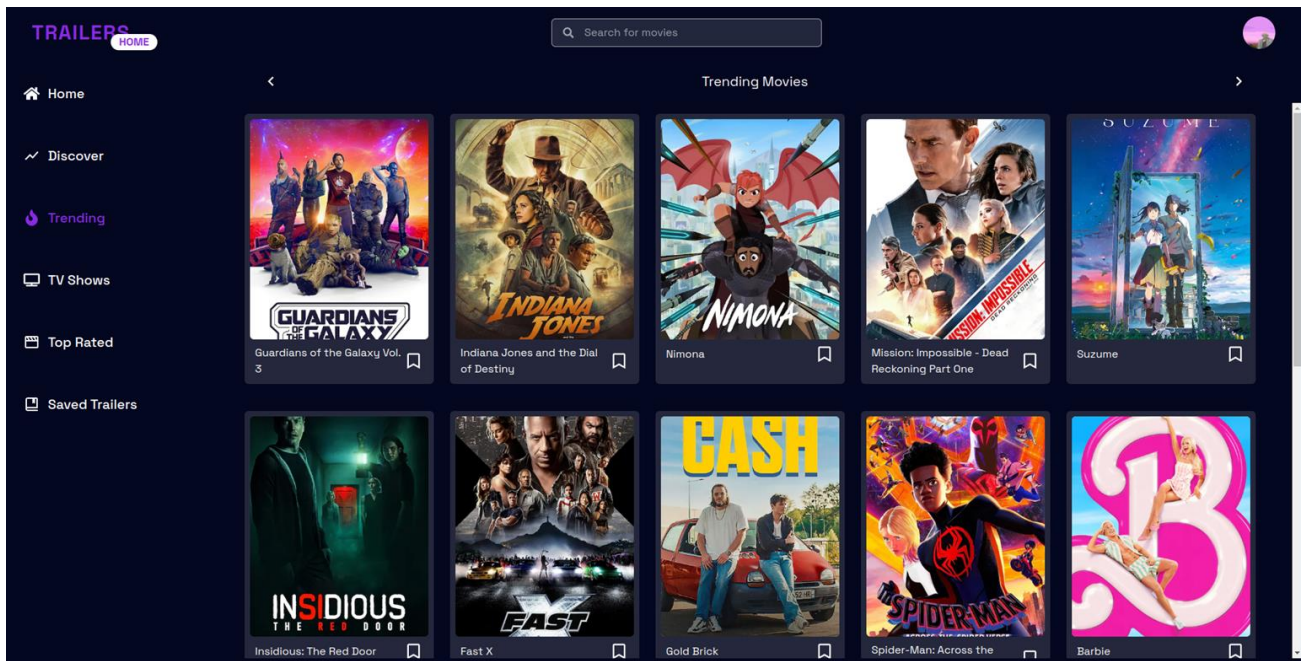 TRAILERS
HOME
Search for movies
Home
Discover
Trending
TV Shows
Top Rated
Saved Trailers
Trending Movies
GUARDIANS
OF THE GALAXY
Guardians of the Galaxy Vol.
3
INDIANA
JONES
Indiana Jones and the Dial
of Destiny
NIMONA
Nimona
MISSION: IMPOSSIBLE
DEAD RECKONING
Mission: Impossible - Dead
Reckoning Part One
SUZUME
Suzume
INSIDIOUS
THE RED DOOR
Insidious: The Red Door
FAST X
Fast X
CASH
Gold Brick
SPIDER-MAN
ACROSS THE SPIDER-VERSE
Spider-Man: Across the
B
Barbie